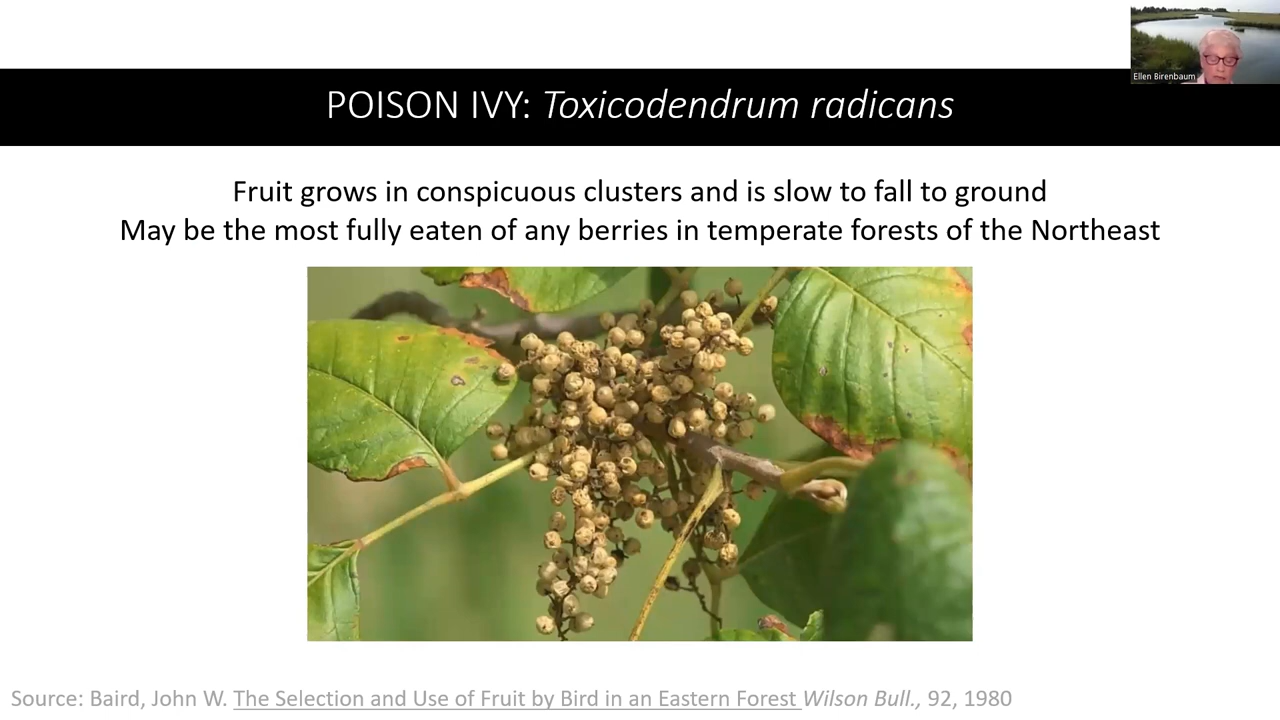 Ellen Birenbaum
POISON IVY: Toxicodendrum radicans
Fruit grows in conspicuous clusters and is slow to fall to ground
May be the most fully eaten of any berries in temperate forests of the Northeast
Source: Baird, John W. The Selection and Use of Fruit by Bird in an Eastern Forest Wilson Bull., 92, 1980